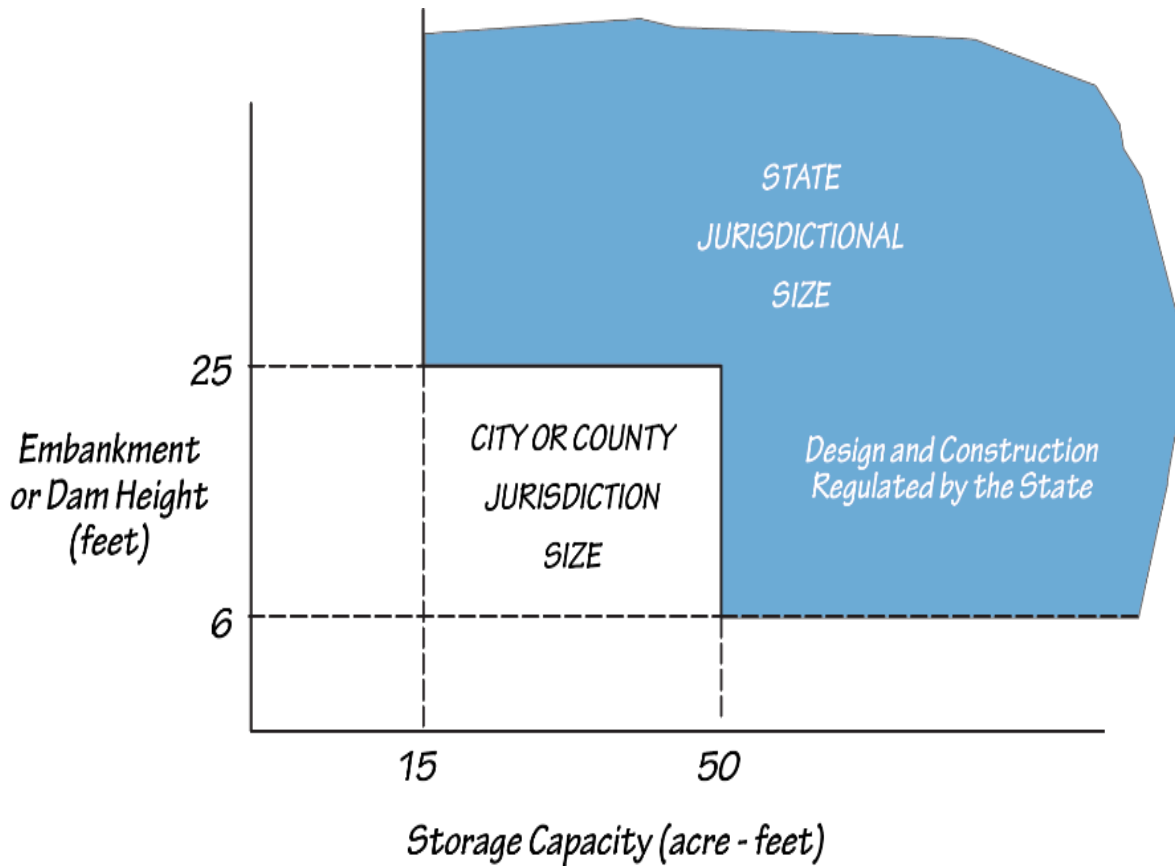 STATE
JURISDICTIONAL
SIZE
25
Embankment
or Dam Height
(feet)
CITY OR COUNTY
JURISDICTION
SIZE
Design and Construction
Regulated by the State
6
15
50
Storage Capacity (acre - feet)